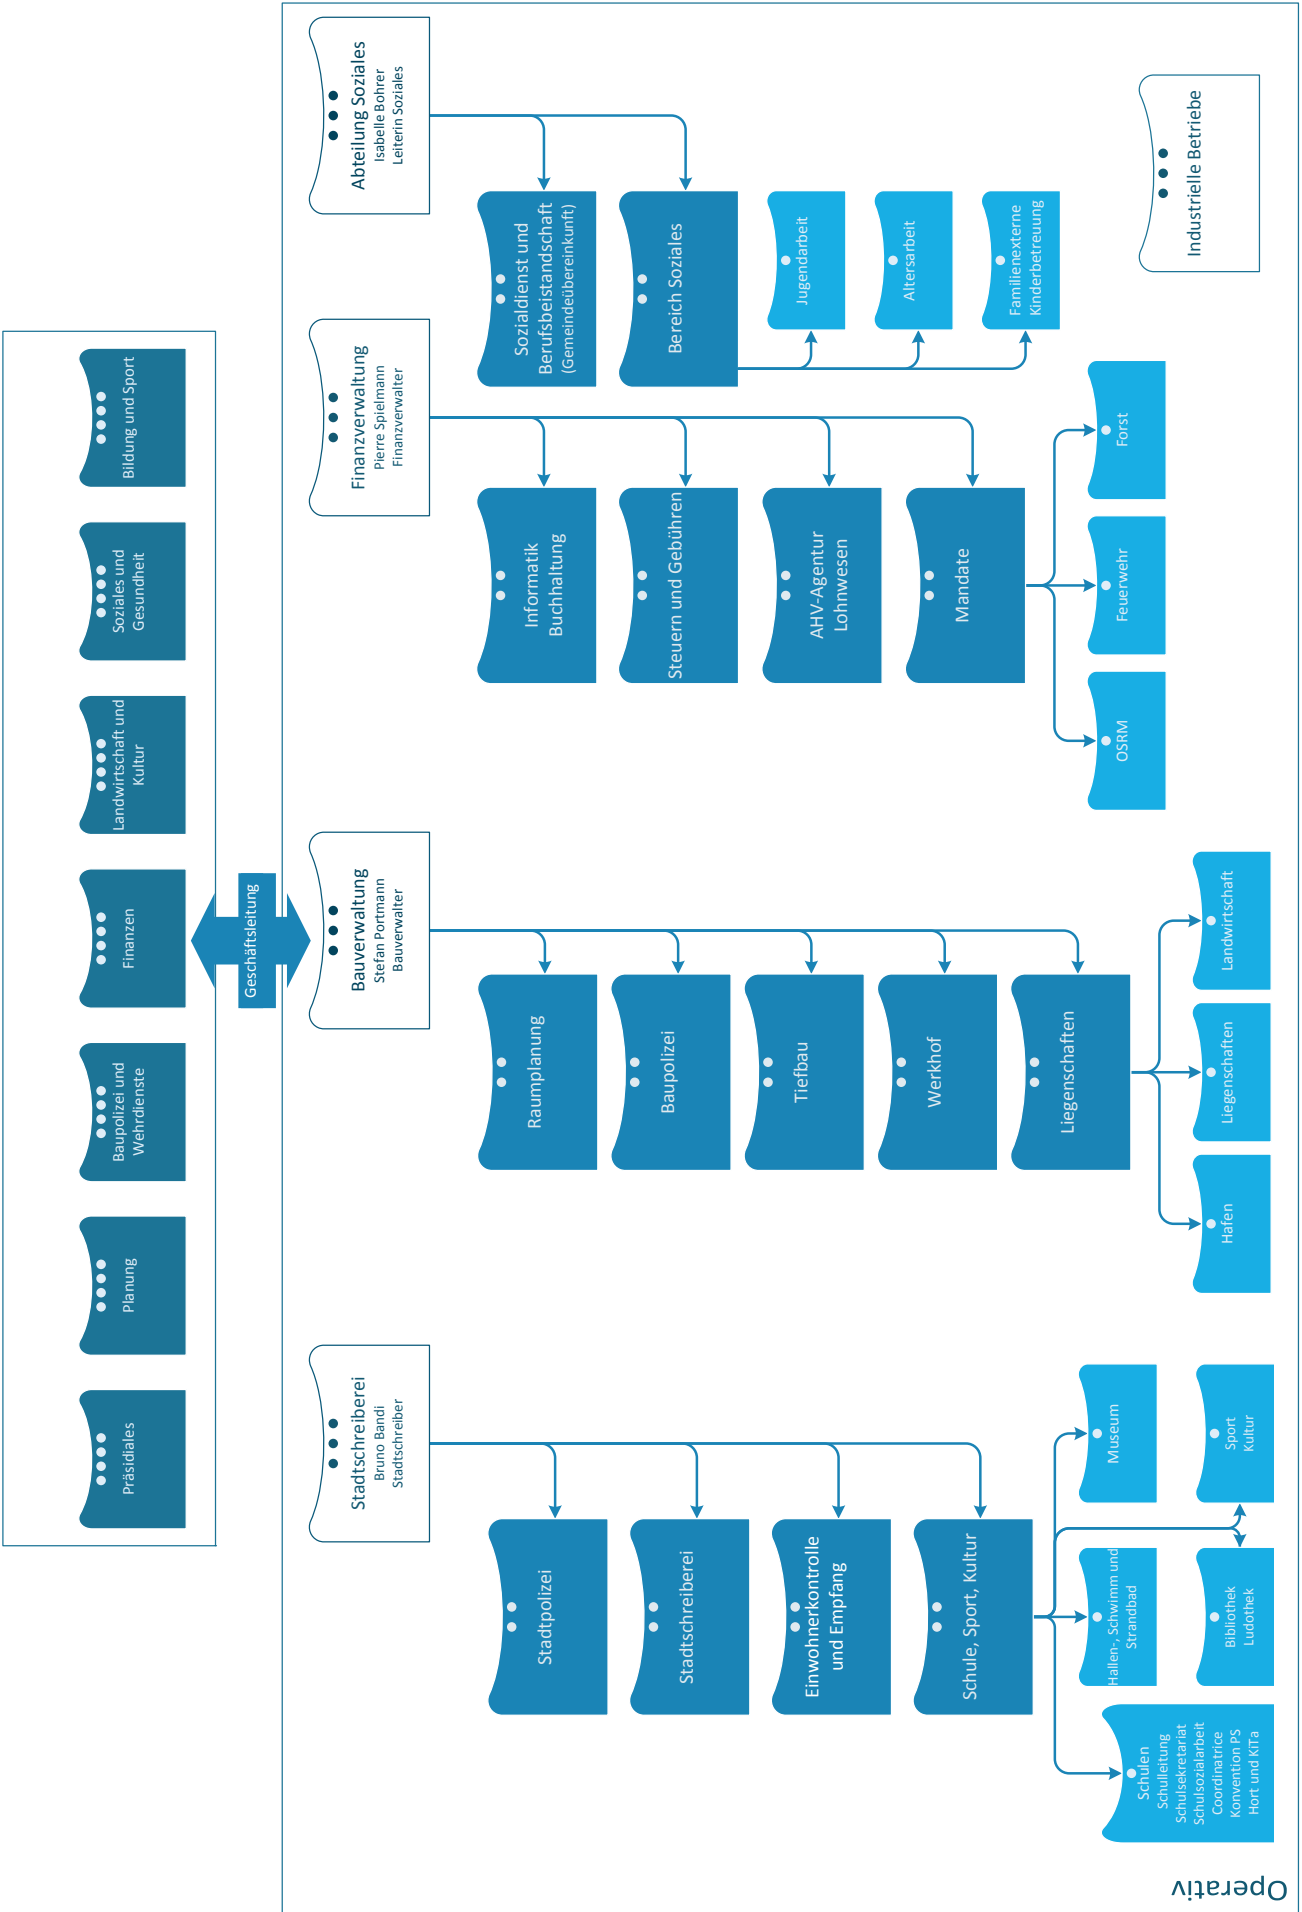 Präsidiales
Planung
Baupolizei und
Wehrdienste
Finanzen
Landwirtschaft und
Kultur
Soziales und
Gesundheit
Bildung und Sport
Geschäftsleitung
Operativ
Stadtschreiberei
Bruno Bandi
Stadtschreiber
Stadtpolizei
Stadtschreiberei
Einwohnerkontrolle
und Empfang
Schule, Sport, Kultur
Schulen
Schulleitung
Schulsekretariat
Schulsozialarbeit
Coordinatrice
Konvention PS
Hort und KiTa
Hallen-, Schwimm und
Strandbad
Museum
Bibliothek
Ludothek
Sport
Kultur
Bauverwaltung
Stefan Portmann
Bauverwalter
Raumplanung
Baupolizei
Tiefbau
Werkhof
Liegenschaften
Hafen
Liegenschaften
Landwirtschaft
Finanzverwaltung
Pierre Spielmann
Finanzverwalter
Informatik
Buchhaltung
Steuern und Gebühren
AHV-Agentur
Lohnwesen
Mandate
OSRM
Feuerwehr
Forst
Abteilung Soziales
Isabelle Bohrer
Leiterin Soziales
Sozialdienst und
Berufsbeistandschaft
(Gemeindeübereinkunft)
Bereich Soziales
Jugendarbeit
Altersarbeit
Familienexterne
Kinderbetreuung
Industrielle Betriebe